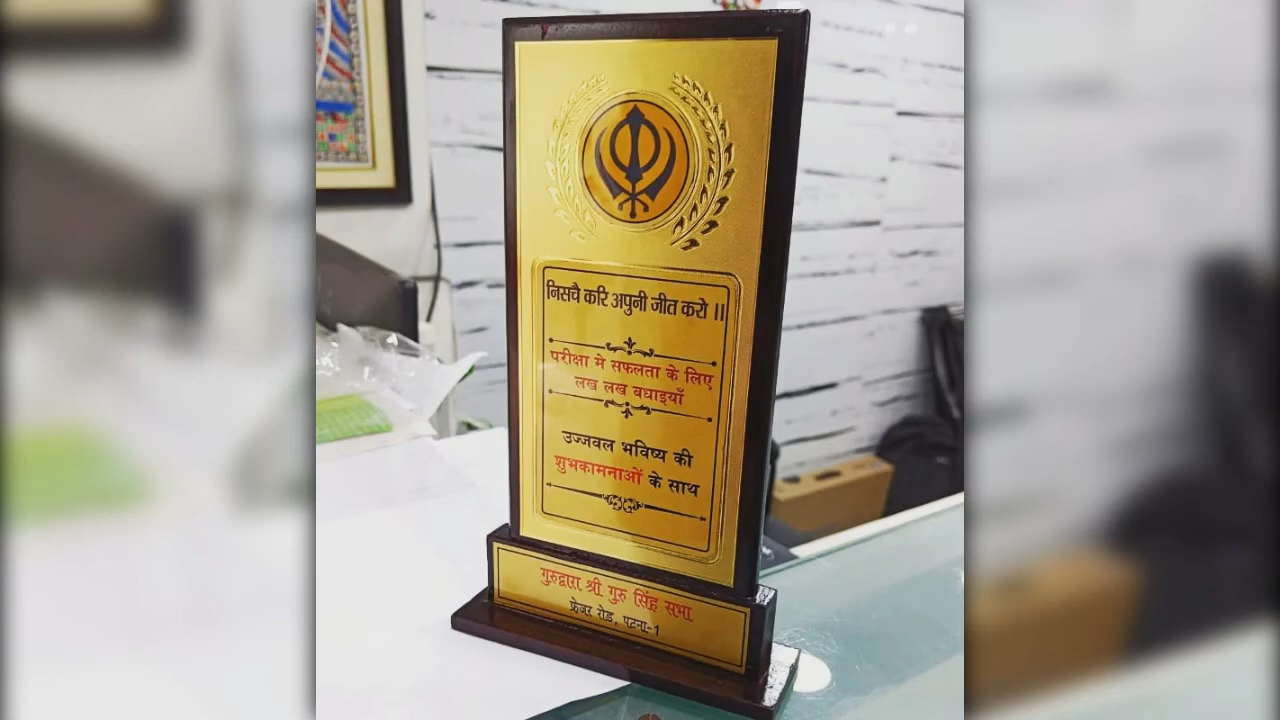 निसचै करि अपुनी जीत करो ।।
परीक्षा मे सफलता के लिए
लख लख बधाइयाँ
उज्जवल भविष्य की
शुभकामनाओं के साथ
गुरुद्वारा श्री गुरु सिंह सभा
फ्रेजर रोड, पटना-1